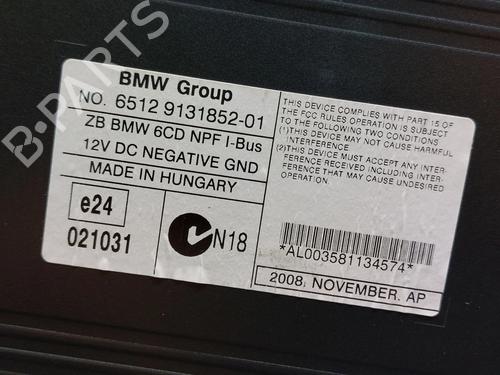 B-PARTS
BMW Group
NO. 6512 9131852-01
ZB BMW 6CD NPF I-Bus
12V DC NEGATIVE GND
MADE IN HUNGARY
e24
021031
N18
THIS DEVICE COMPLIES WITH PART 15 OF
THE FCC RULES OPERATION IS SUBJECT
TO THE FOLLOWING TWO CONDITIONS
(1)THIS DEVICE MAY NOT CAUSE HARMFUL
INTERFERENCE
(2)THIS DEVICE MUST ACCEPT ANY INTER-
FERENCE RECEIVED INCLUDING INTER-
FERENCE THAT MAY CAUSE UNDESIRED
OPERATION.
*AL003581134574*
2008, NOVEMBER. AP
B-PARTS